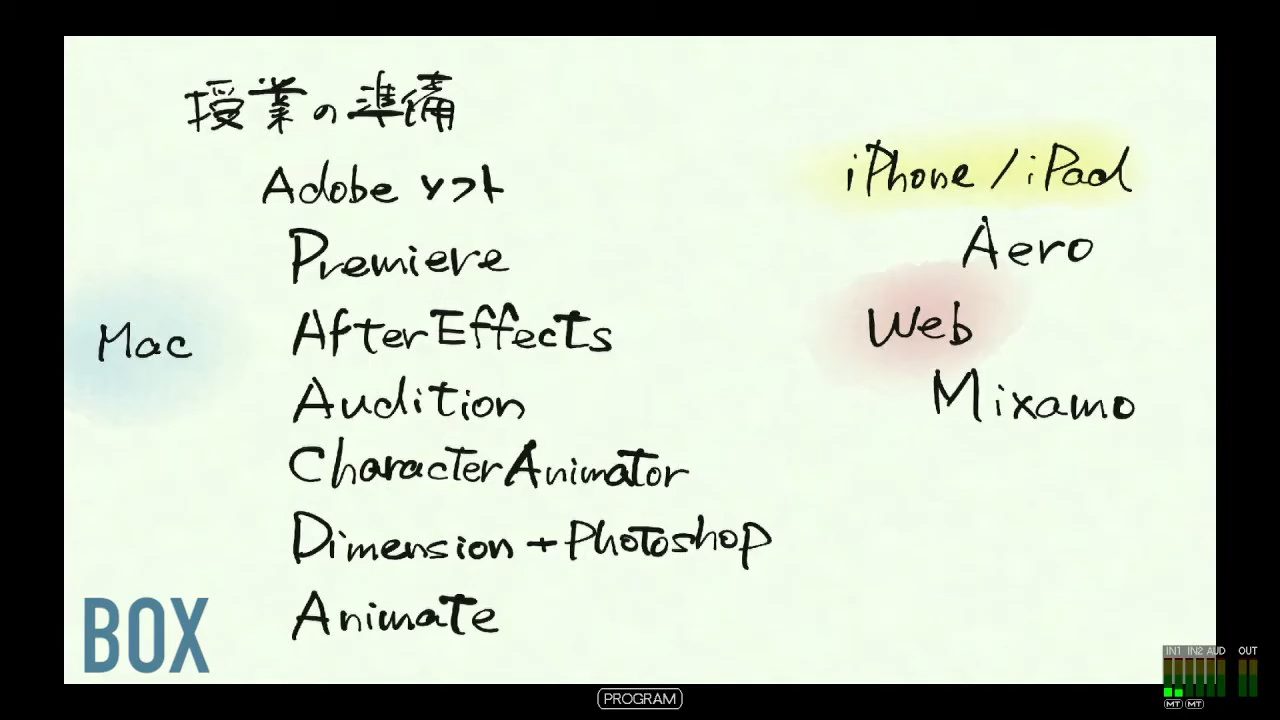 授業の準備
Adobe ソフト
Premiere
Mac
AfterEffects
Audition
CharacterAnimator
Dimension + Photoshop
Animate
iPhone / iPad
Aero
Web
Mixamo
BOX
IN1 IN2 AUD OUT
MT MT
PROGRAM